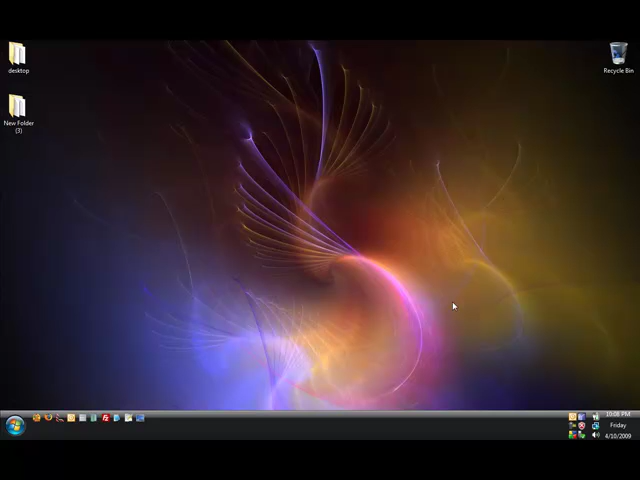 desktop
Recycle Bin
New Folder
(3)
10:08 PM
Friday
4/10/2009